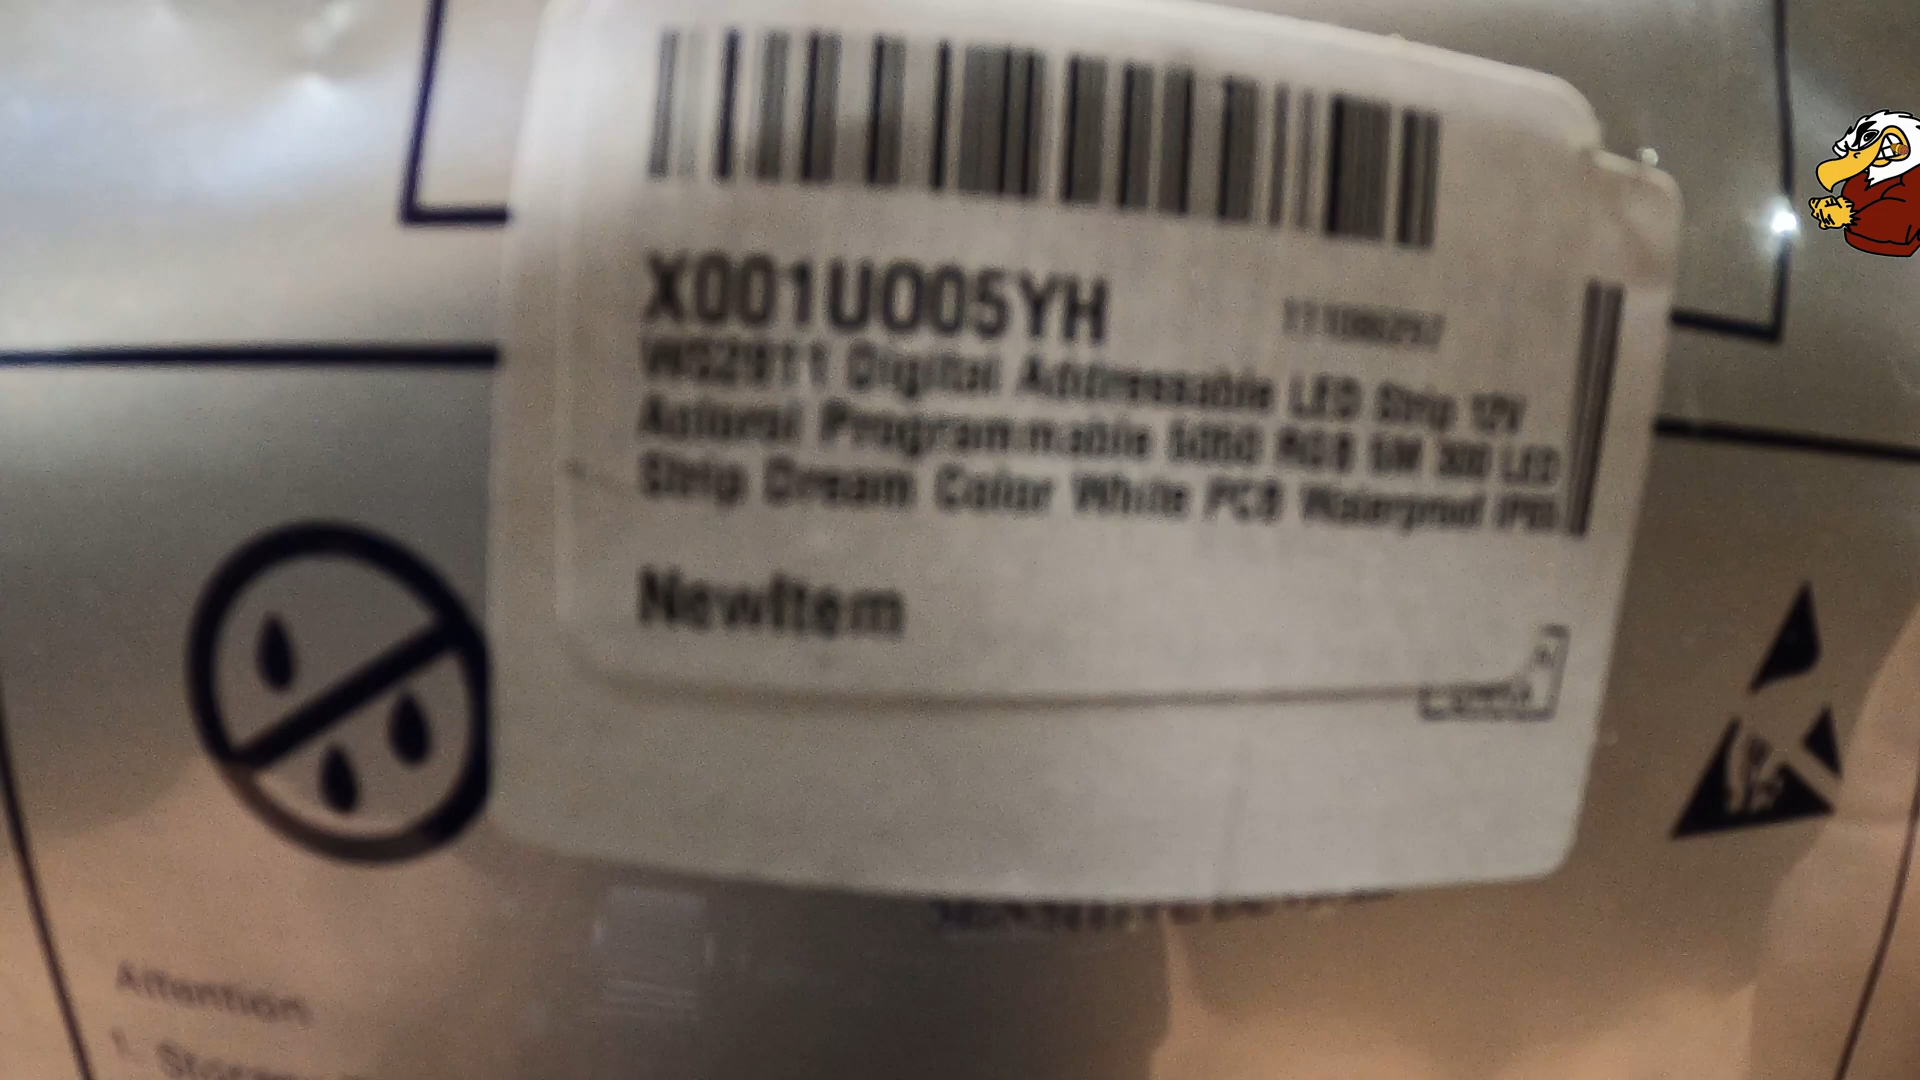 X001UO05YH
WS2811 Digital Addressable LED Strip 12V
Programmable 5050 RGB 5M 300 LED
Strip Dream Color White PCB Waterproof
NewItem
Attention
1.